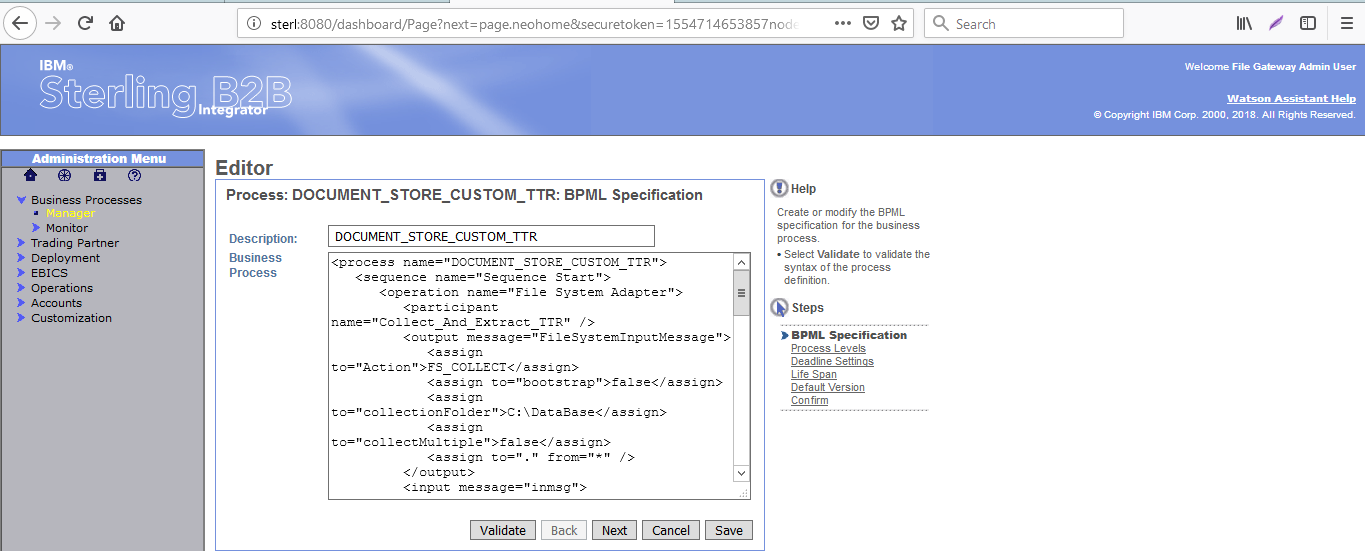 sterl:8080/dashboard/Page?next=page.neohome&securetoken=1554714653857node
Search
IBM®
Sterling B2B
Integrator
Welcome File Gateway Admin User
Watson Assistant Help
© Copyright IBM Corp. 2000, 2018. All Rights Reserved.
Administration Menu
Business Processes
Manager
Monitor
Trading Partner
Deployment
EBICS
Operations
Accounts
Customization
Editor
Process: DOCUMENT_STORE_CUSTOM_TTR: BPML Specification
Description:
DOCUMENT_STORE_CUSTOM_TTR
Business
Process
<process name="DOCUMENT_STORE_CUSTOM_TTR">
<sequence name="Sequence Start">
<operation name="File System Adapter">
<participant
name="Collect_And_Extract_TTR" />
<output message="FileSystemInputMessage">
<assign
to="Action">FS_COLLECT</assign>
<assign to="bootstrap">false</assign>
<assign
to="collectionFolder">C:\DataBase</assign>
<assign
to="collectMultiple">false</assign>
<assign to="." from="*" />
</output>
<input message="inmsg">
Validate
Back
Next
Cancel
Save
Help
Create or modify the BPML
specification for the business
process.
• Select Validate to validate the
syntax of the process
definition.
Steps
BPML Specification
Process Levels
Deadline Settings
Life Span
Default Version
Confirm